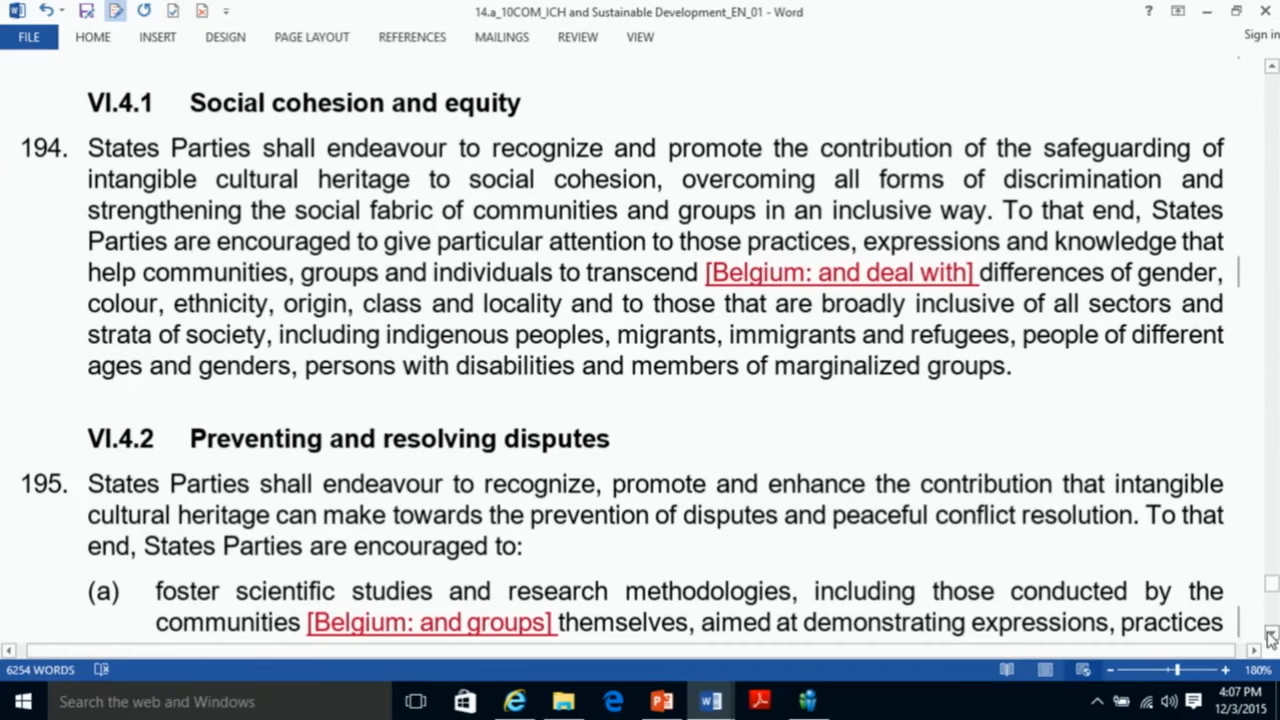 14.a_10COM_ICH and Sustainable Development_EN_01 - Word
FILE HOME INSERT DESIGN PAGE LAYOUT REFERENCES MAILINGS REVIEW VIEW Sign in
VI.4.1 Social cohesion and equity
194. States Parties shall endeavour to recognize and promote the contribution of the safeguarding of
intangible cultural heritage to social cohesion, overcoming all forms of discrimination and
strengthening the social fabric of communities and groups in an inclusive way. To that end, States
Parties are encouraged to give particular attention to those practices, expressions and knowledge that
help communities, groups and individuals to transcend [Belgium: and deal with] differences of gender,
colour, ethnicity, origin, class and locality and to those that are broadly inclusive of all sectors and
strata of society, including indigenous peoples, migrants, immigrants and refugees, people of different
ages and genders, persons with disabilities and members of marginalized groups.
VI.4.2 Preventing and resolving disputes
195. States Parties shall endeavour to recognize, promote and enhance the contribution that intangible
cultural heritage can make towards the prevention of disputes and peaceful conflict resolution. To that
end, States Parties are encouraged to:
(a) foster scientific studies and research methodologies, including those conducted by the
communities [Belgium: and groups] themselves, aimed at demonstrating expressions, practices
6254 WORDS 180%
Search the web and Windows
4:07 PM
12/3/2015